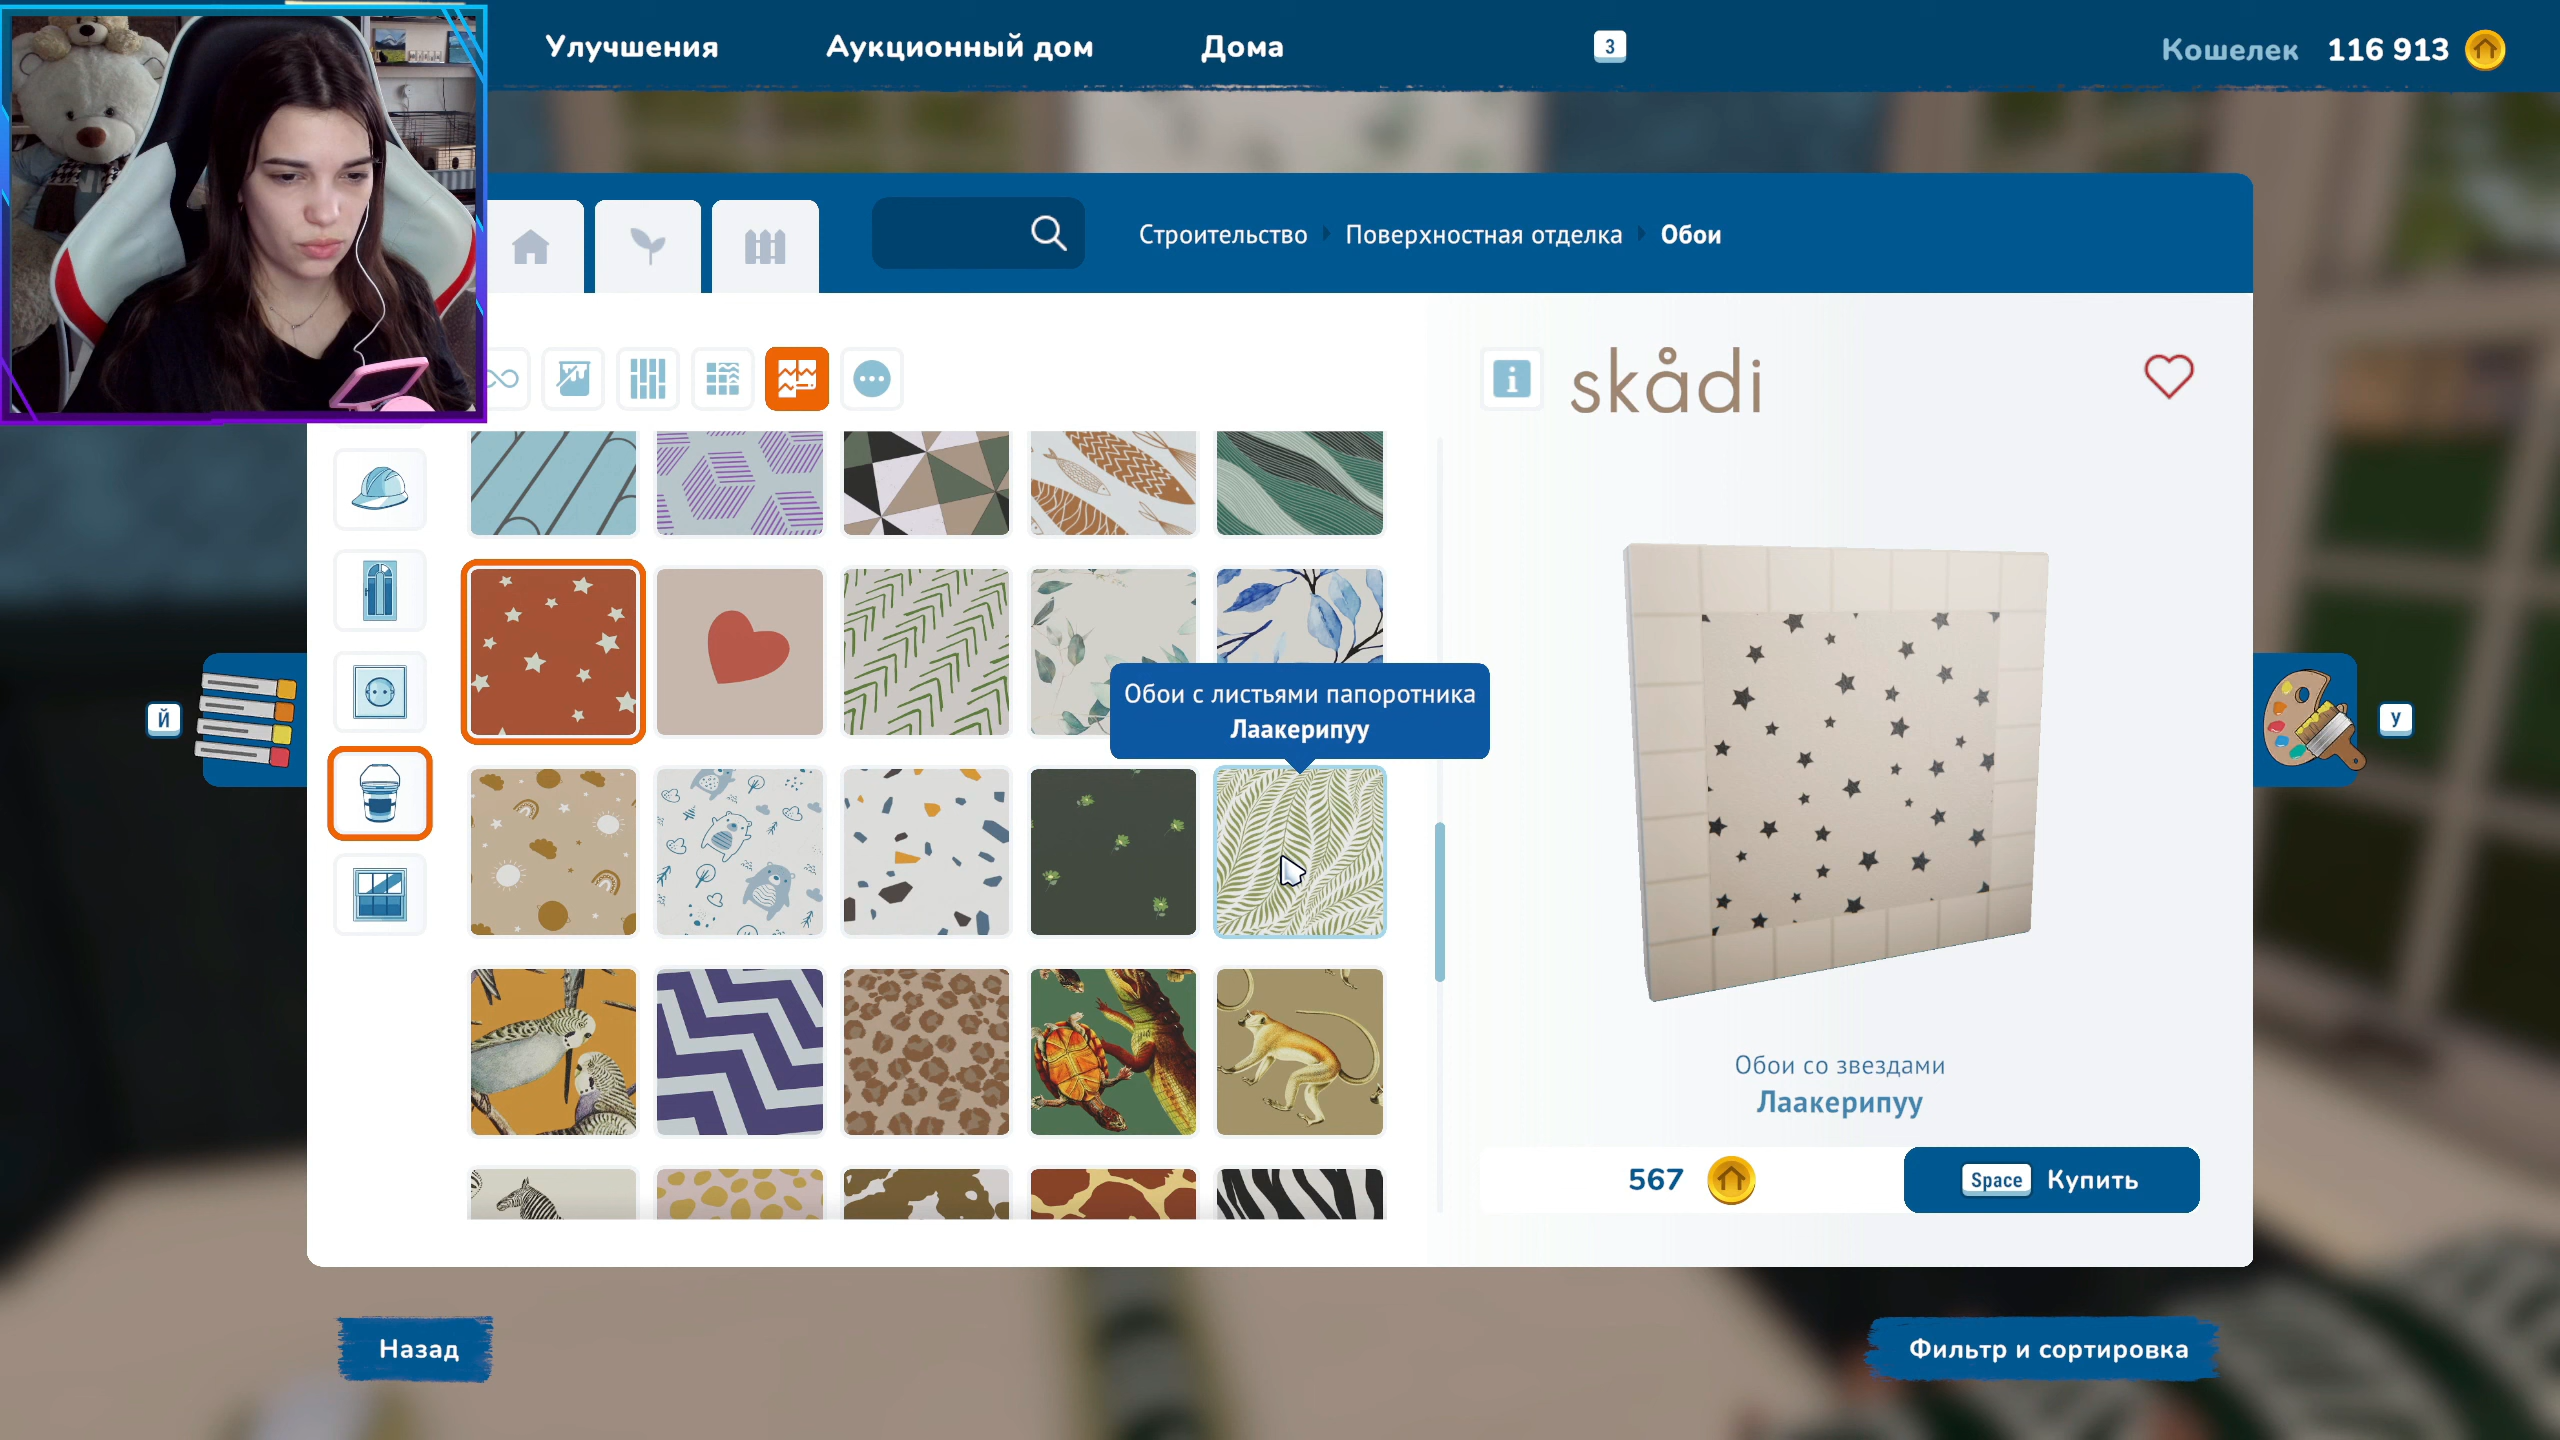 Улучшения
Аукционный дом
Дома
3
Кошелек 116 913
Строительство
Поверхностная отделка
Обои
i
skådi
Обои с листьями папоротника
Лаакерипуу
Й
У
Обои со звездами
Лаакерипуу
567
Space Купить
Назад
Фильтр и сортировка